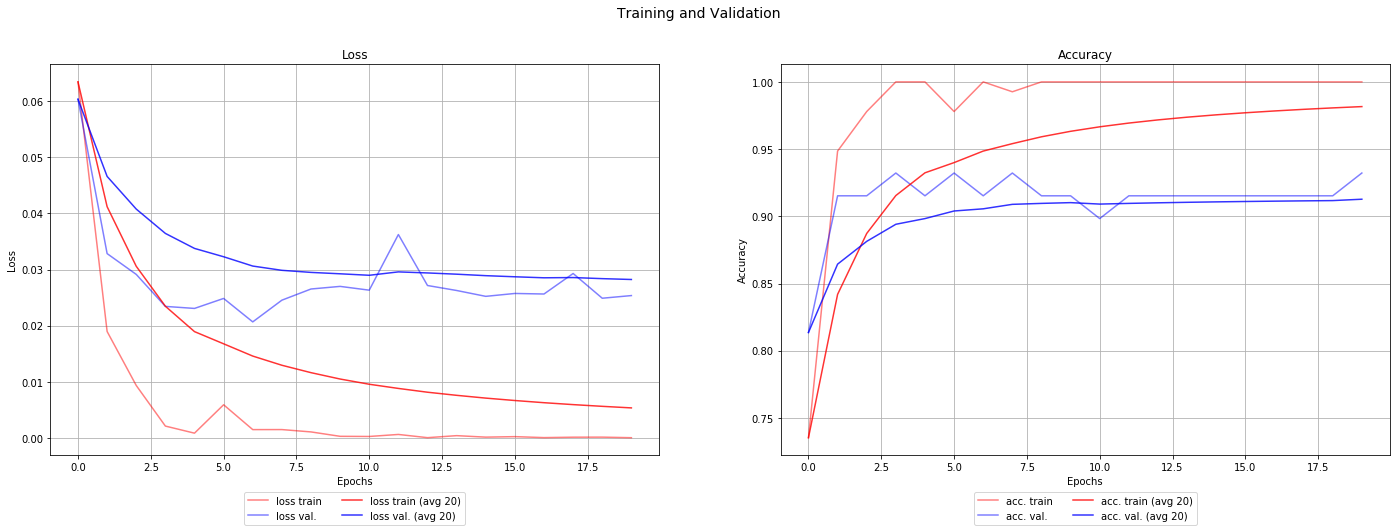 Training and Validation
Loss
Loss
0.06
0.05
0.04
0.03
0.02
0.01
0.00
0.0 2.5 5.0 7.5 10.0 12.5 15.0 17.5
Epochs
loss train loss train (avg 20)
loss val. loss val. (avg 20)
Accuracy
Accuracy
1.00
0.95
0.90
0.85
0.80
0.75
0.0 2.5 5.0 7.5 10.0 12.5 15.0 17.5
Epochs
acc. train acc. train (avg 20)
acc. val. acc. val. (avg 20)